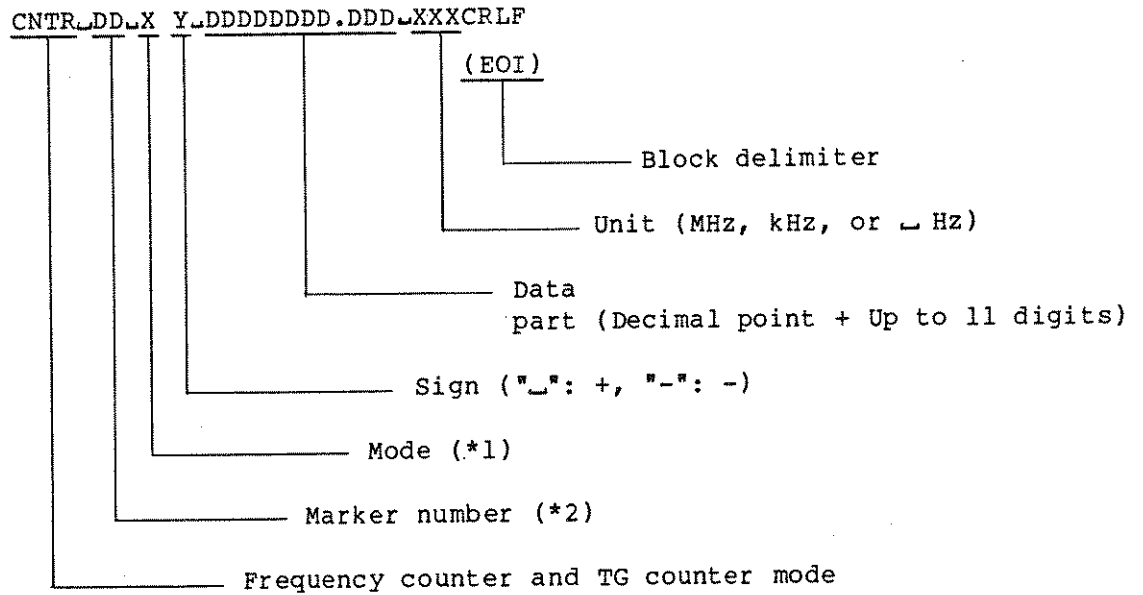 CNTR␣DD␣X Y␣DDDDDDDD.DDD␣XXXCRLF
(EOI)
Block delimiter
Unit (MHz, kHz, or ␣ Hz)
Data
part (Decimal point + Up to 11 digits)
Sign ("␣": +, "-": -)
Mode (*1)
Marker number (*2)
Frequency counter and TG counter mode